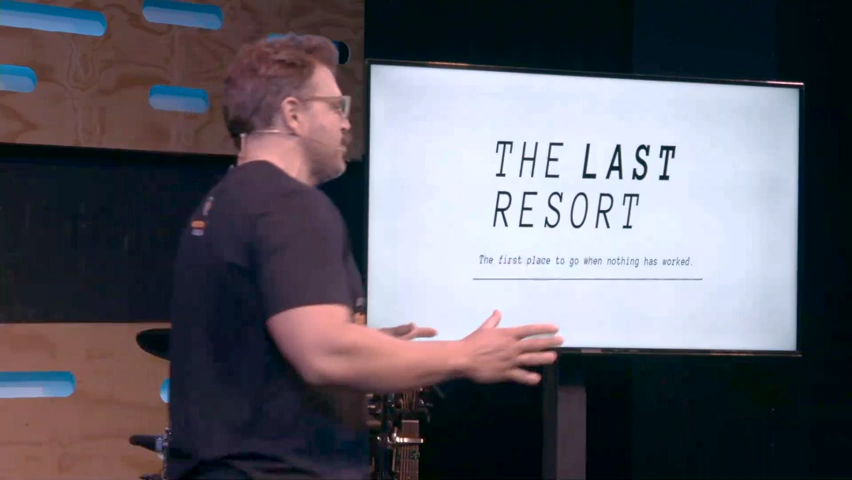 THE LAST
RESORT
The first place to go when nothing has worked.